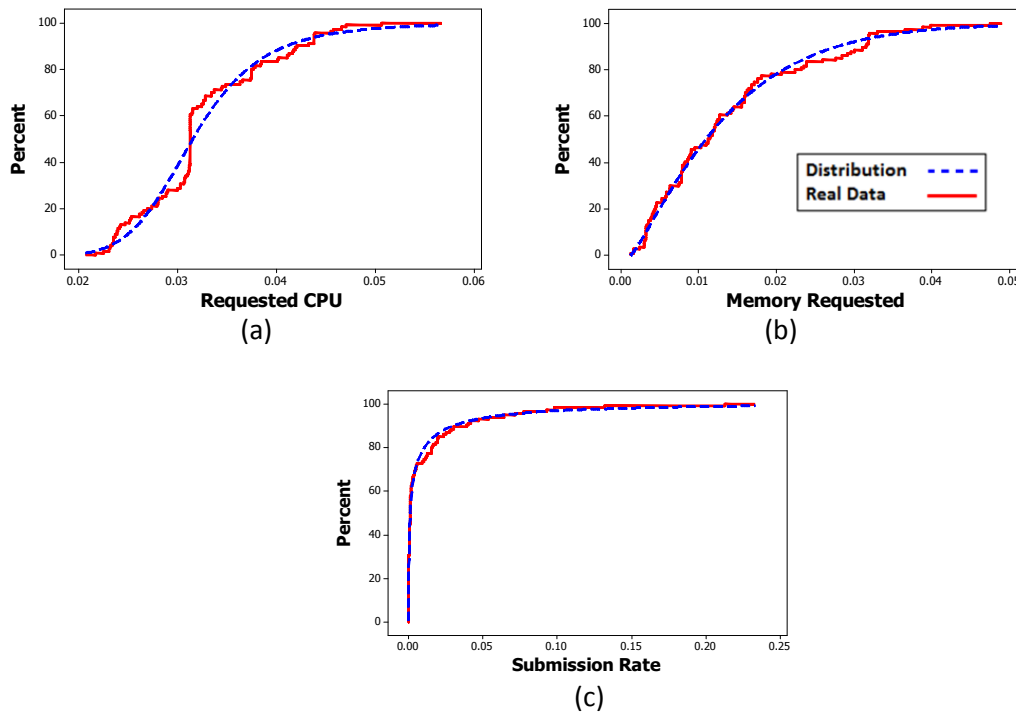 100
80
60
40
20
0
Percent
0.02 0.03 0.04 0.05 0.06
Requested CPU
(a)
100
80
60
40
20
0
Percent
Distribution
Real Data
0.00 0.01 0.02 0.03 0.04 0.05
Memory Requested
(b)
100
80
60
40
20
0
Percent
0.00 0.05 0.10 0.15 0.20 0.25
Submission Rate
(c)